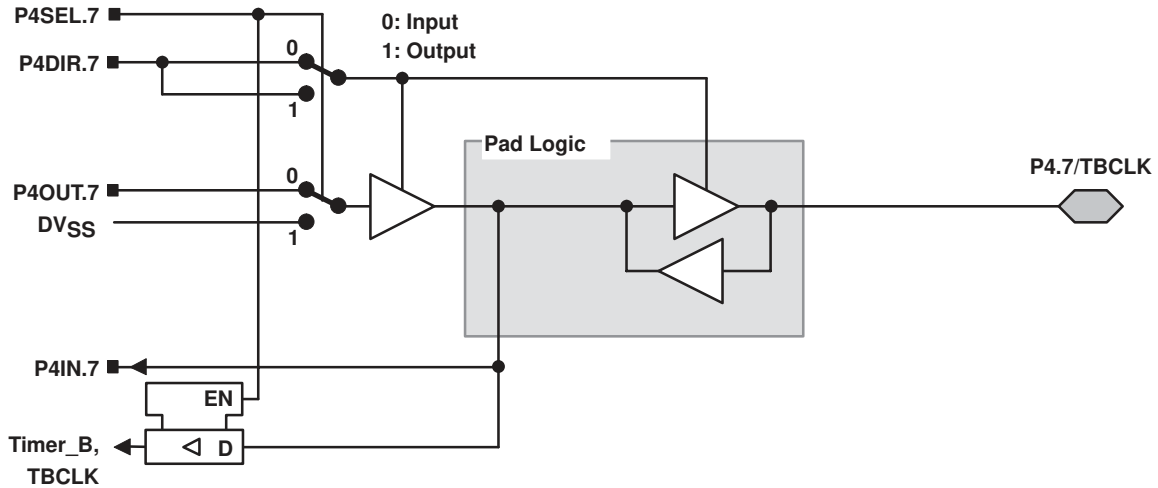 P4SEL.7
0: Input
1: Output
P4DIR.7
0
1
Pad Logic
P4.7/TBCLK
P4OUT.7
0
DVSS
1
P4IN.7
EN
Timer_B,
D
TBCLK